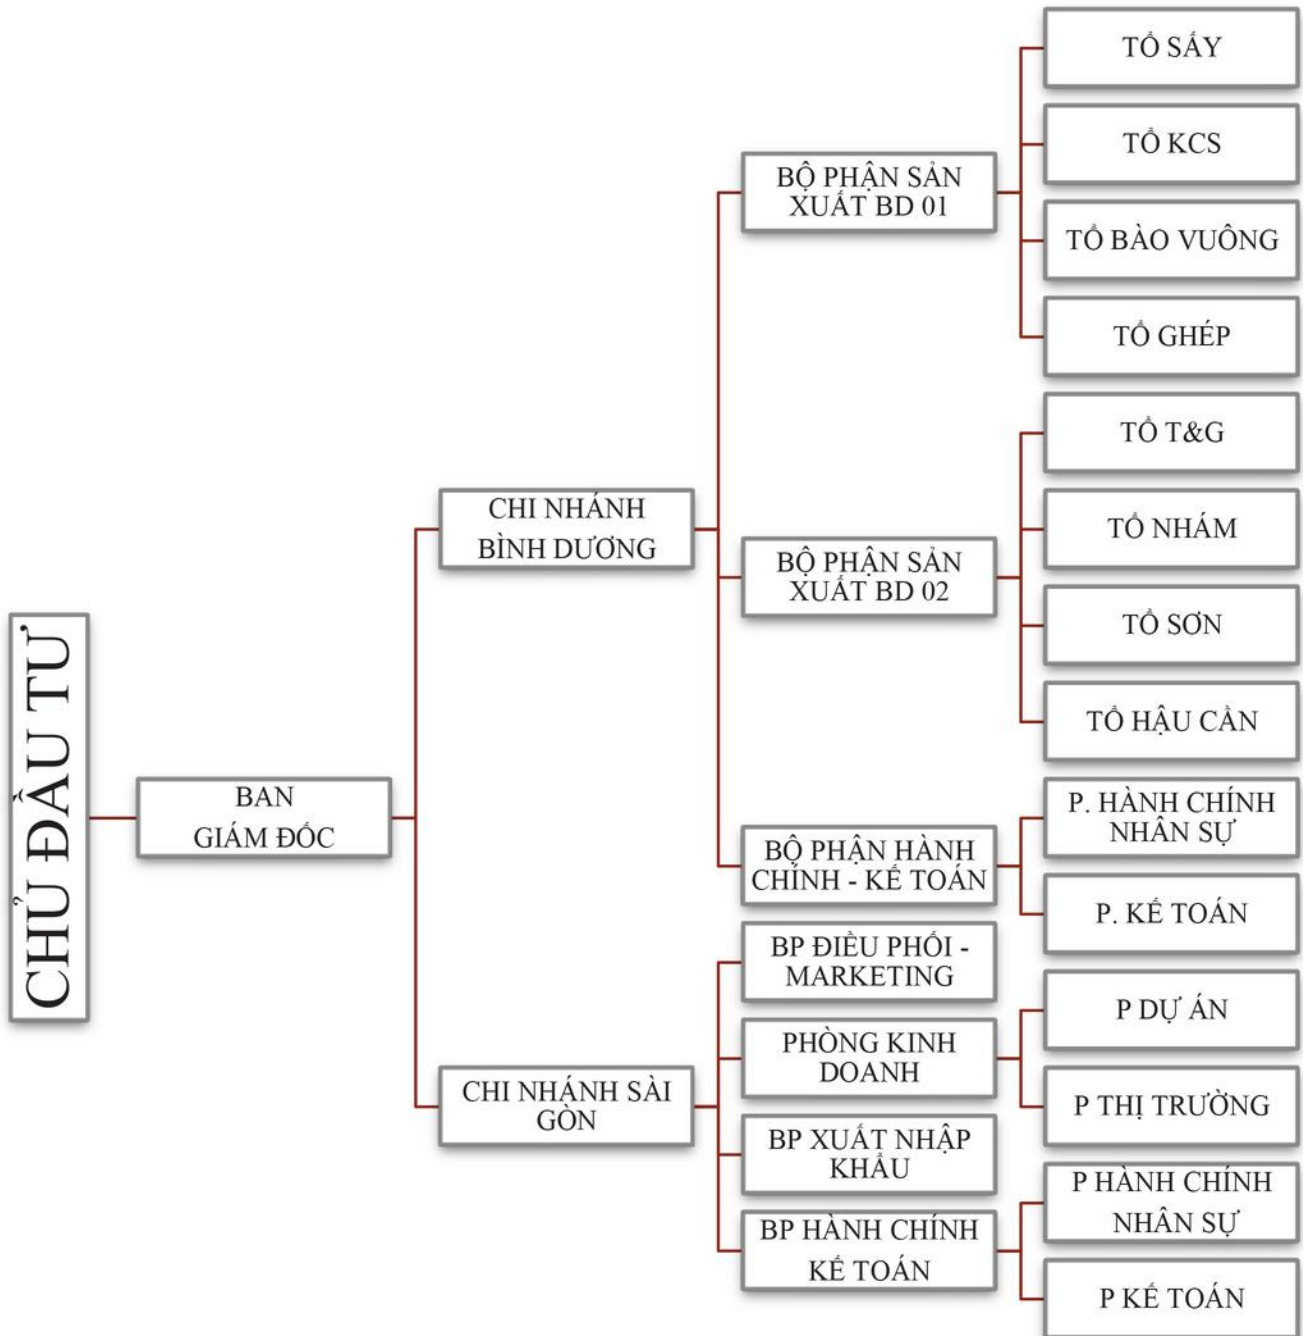 CHỦ ĐẦU TƯ
BAN
GIÁM ĐỐC
CHI NHÁNH
BÌNH DƯƠNG
BỘ PHẬN SẢN
XUẤT BD 01
TỔ SẤY
TỔ KCS
TỔ BÀO VUÔNG
TỔ GHÉP
BỘ PHẬN SẢN
XUẤT BD 02
TỔ T&G
TỔ NHÁM
TỔ SƠN
TỔ HẬU CẦN
BỘ PHẬN HÀNH
CHÍNH - KẾ TOÁN
P. HÀNH CHÍNH
NHÂN SỰ
P. KẾ TOÁN
CHI NHÁNH SÀI
GÒN
BP ĐIỀU PHỐI -
MARKETING
PHÒNG KINH
DOANH
P DỰ ÁN
P THỊ TRƯỜNG
BP XUẤT NHẬP
KHẨU
BP HÀNH CHÍNH
KẾ TOÁN
P HÀNH CHÍNH
NHÂN SỰ
P KẾ TOÁN